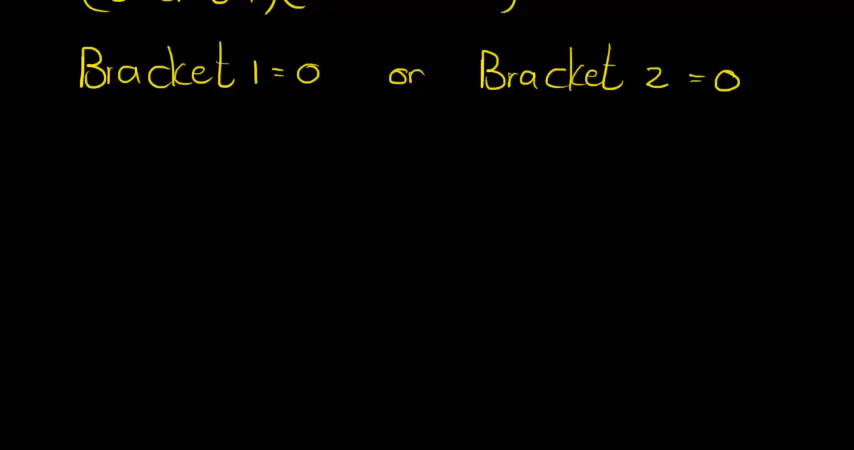 Bracket 1 = 0 or Bracket 2 = 0